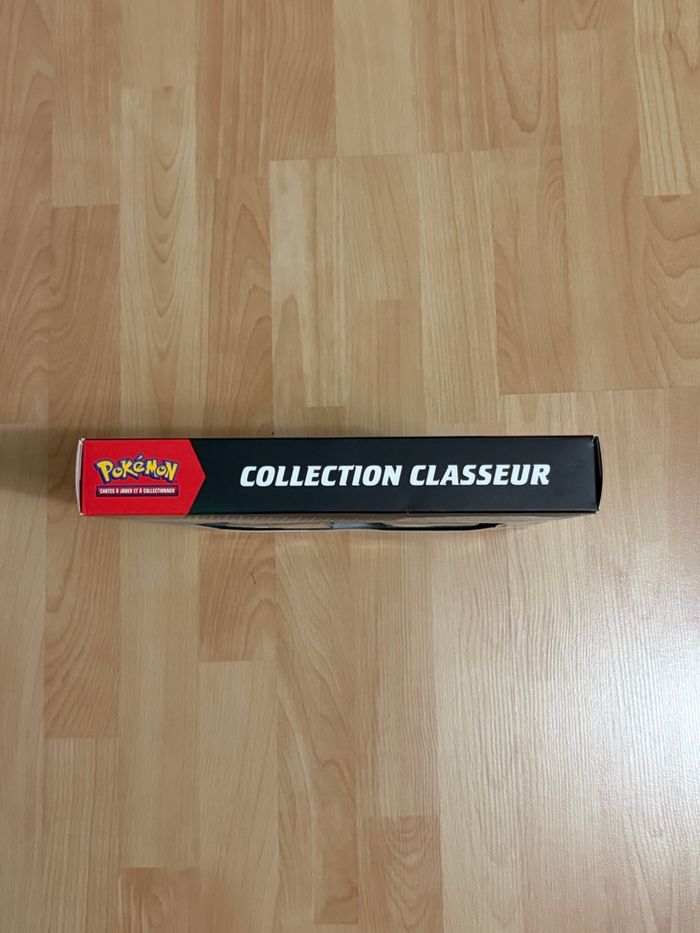 POKéMON
CARTES À JOUER ET À COLLECTIONNER
COLLECTION CLASSEUR